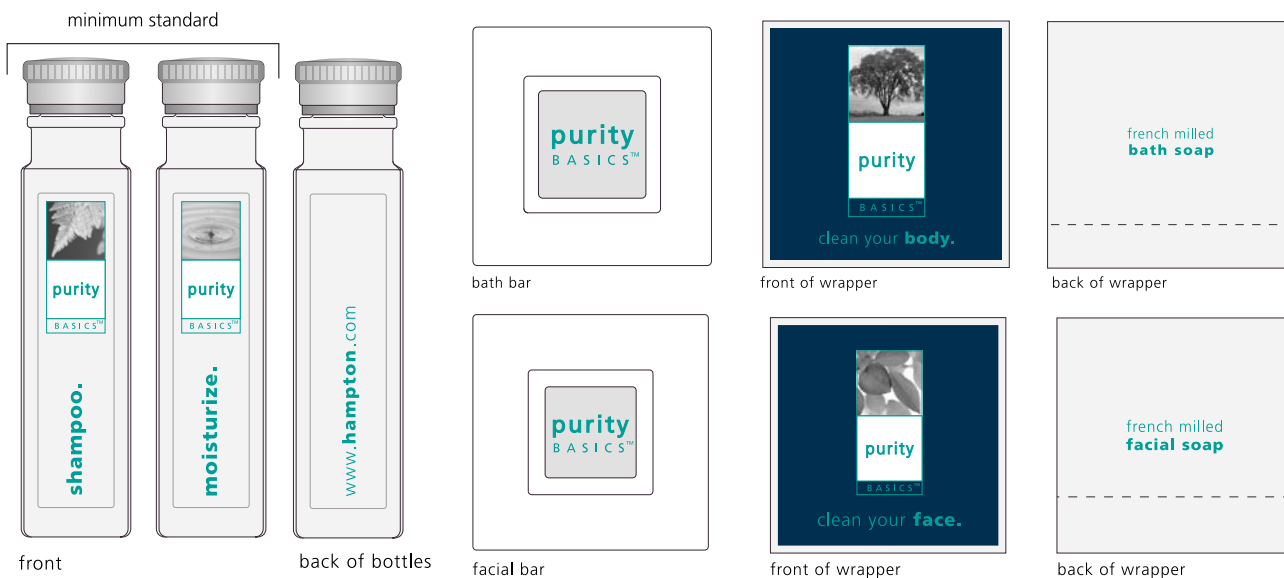 minimum standard
purity
BASICS™
shampoo.
purity
BASICS™
moisturize.
www.hampton.com
front
back of bottles
purity
BASICS™
bath bar
purity
BASICS™
clean your body.
front of wrapper
french milled
bath soap
back of wrapper
purity
BASICS™
facial bar
purity
BASICS™
clean your face.
front of wrapper
french milled
facial soap
back of wrapper